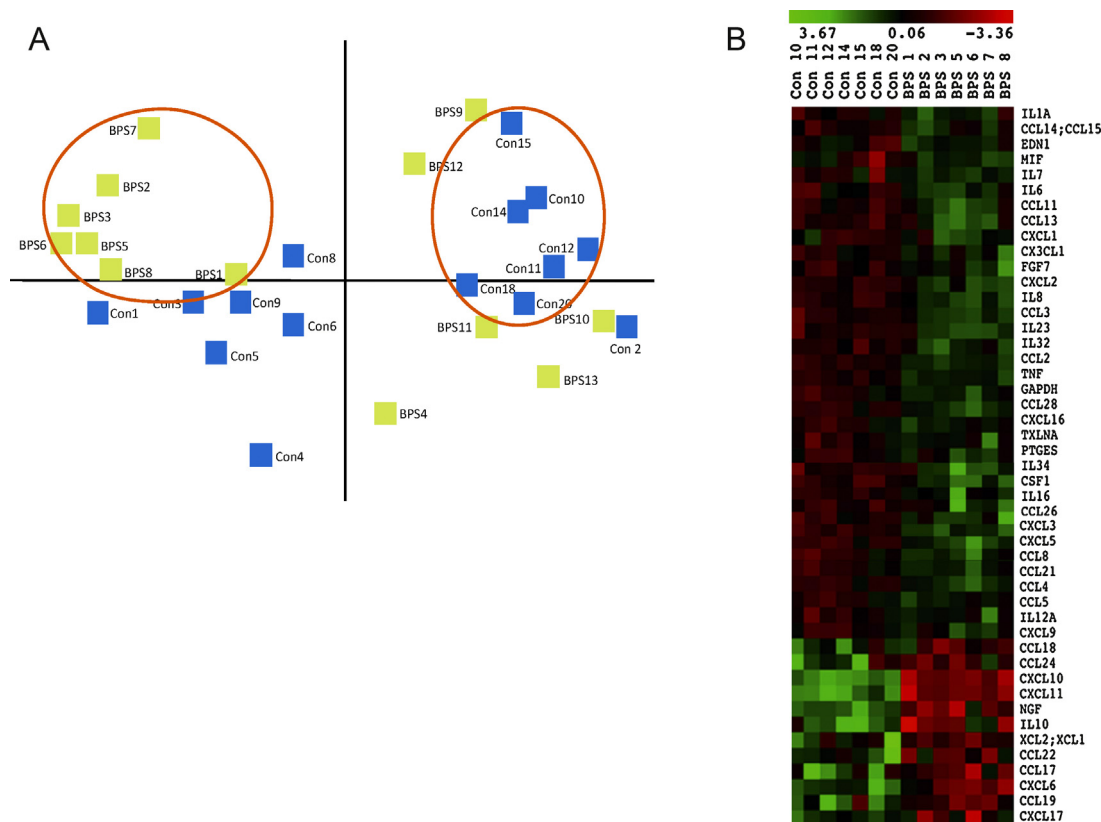 A
BPS7
BPS2
BPS3
BPS6
BPS5
BPS8
BPS1
Con8
Con1
Con3
Con9
Con6
Con5
Con4
BPS9
Con15
BPS12
Con10
Con14
Con12
Con11
Con18
Con20
BPS11
BPS10
Con 2
BPS13
BPS4
B
3.67 0.06 -3.36
Con 10
Con 11
Con 12
Con 14
Con 15
Con 18
Con 20
BPS 1
BPS 2
BPS 3
BPS 5
BPS 6
BPS 7
BPS 8
IL1A
CCL14;CCL15
EDN1
MIF
IL7
IL6
CCL11
CCL13
CXCL1
CX3CL1
FGF7
CXCL2
IL8
CCL3
IL23
IL32
CCL2
TNF
GAPDH
CCL28
CXCL16
TXLNA
PTGES
IL34
CSF1
IL16
CCL26
CXCL3
CXCL5
CCL8
CCL21
CCL4
CCL5
IL12A
CXCL9
CCL18
CCL24
CXCL10
CXCL11
NGF
IL10
XCL2;XCL1
CCL22
CCL17
CXCL6
CCL19
CXCL17